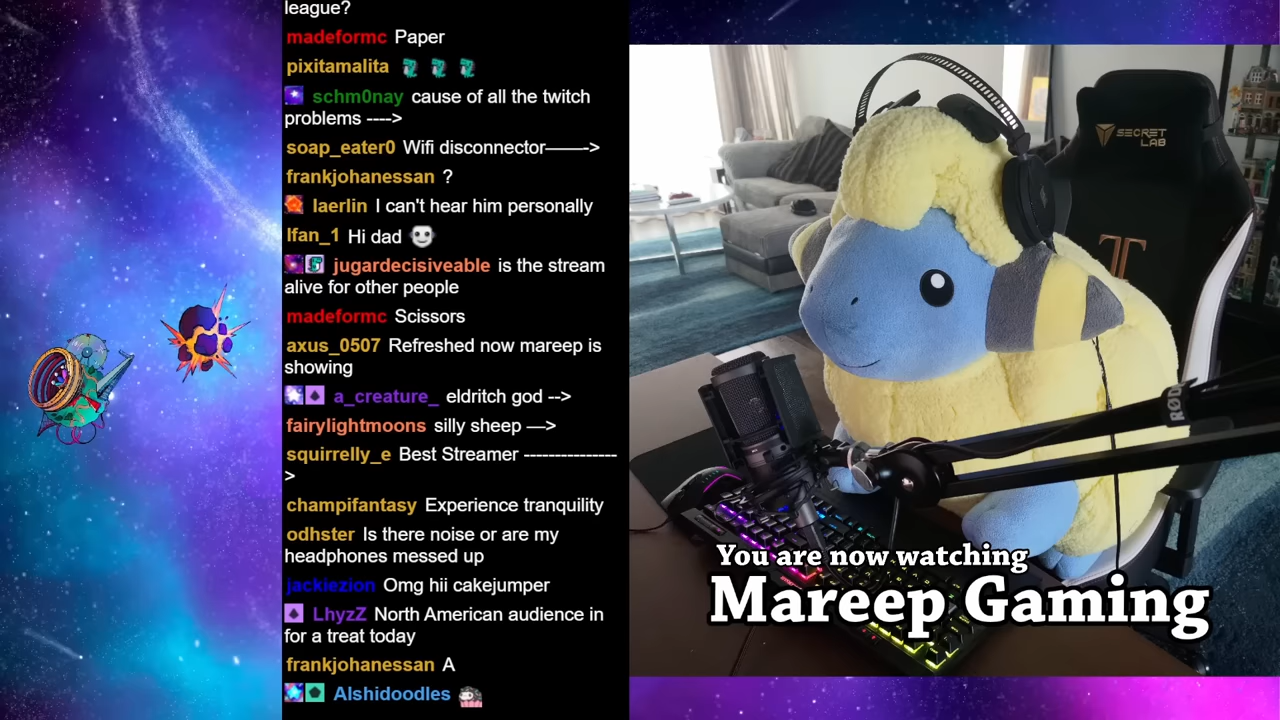 league?
madeformc Paper
pixitamalita
schm0nay cause of all the twitch
problems ---->
soap_eater0 Wifi disconnector——->
frankjohanessan ?
laerlin I can't hear him personally
lfan_1 Hi dad
jugardecisiveable is the stream
alive for other people
madeformc Scissors
axus_0507 Refreshed now mareep is
showing
a_creature_ eldritch god -->
fairylightmoons silly sheep —>
squirrelly_e Best Streamer ---------------
>
champifantasy Experience tranquility
odhster Is there noise or are my
headphones messed up
jackiezion Omg hii cakejumper
LhyzZ North American audience in
for a treat today
frankjohanessan A
Alshidoodles
SECRET
LAB
RØDE
You are now watching
Mareep Gaming